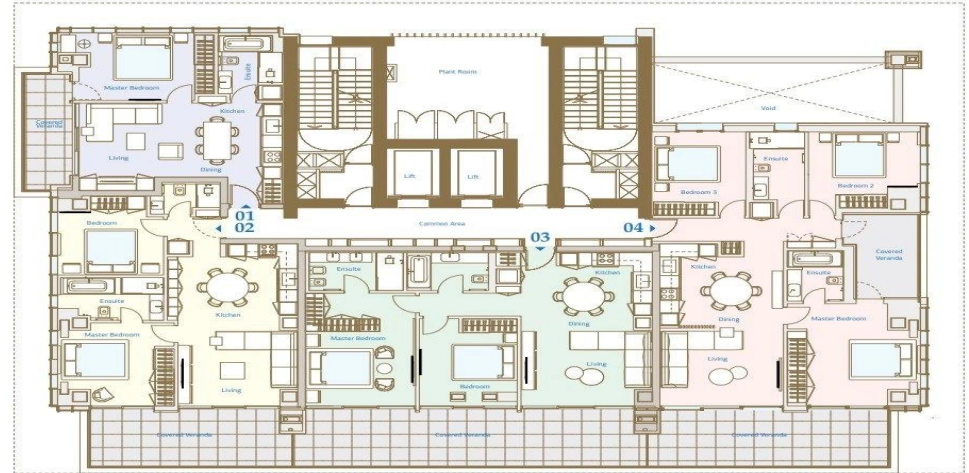 Master Bedroom
Ensuite
Kitchen
Covered
Veranda
Living
Dining
Plant Room
Lift
Lift
Void
Bedroom 3
Ensuite
Bedroom 2
01
02
Common Area
03
04
Bedroom
Ensuite
Kitchen
Master Bedroom
Living
Ensuite
Kitchen
Dining
Master Bedroom
Bedroom
Living
Kitchen
Dining
Living
Ensuite
Master Bedroom
Covered
Veranda
Covered Veranda
Covered Veranda
Covered Veranda